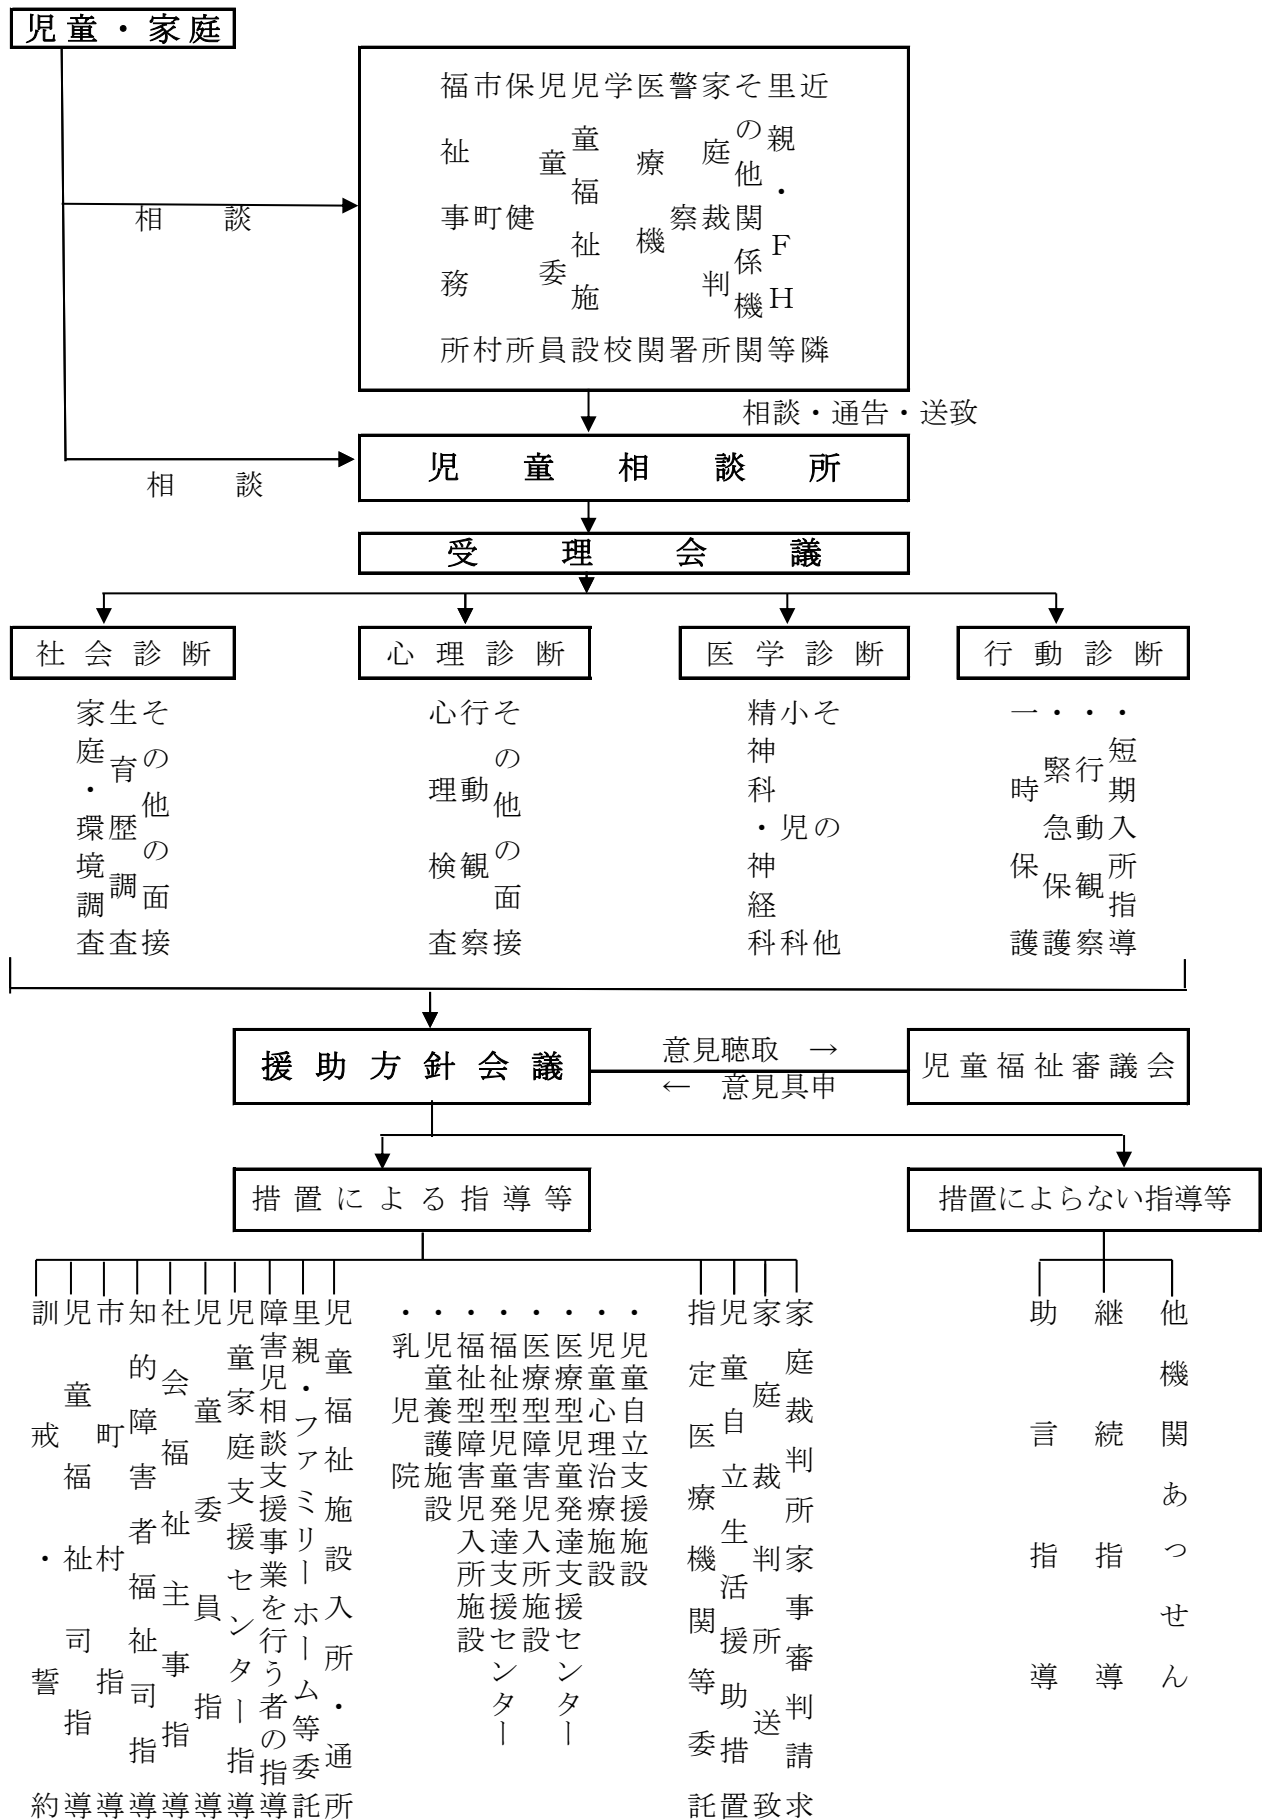 児童・家庭
福祉事務所
市町村
保健所
児童委員
児童福祉施設
学校
医療機関
警察署
家庭裁判所
その他関係機関
里親・ＦＨ等
近隣
相談
相談・通告・送致
児童相談所
相談
受理会議
社会診断
心理診断
医学診断
行動診断
家庭・環境調査
生育歴調査
その他の面接
心理検査
行動観察
その他の面接
精神科・神経科
小児科
その他
一時保護
・緊急保護
・行動観察
・短期入所指導
援助方針会議
意見聴取　→
←　意見具申
児童福祉審議会
措置による指導等
措置によらない指導等
訓戒・誓約
児童福祉司指導
市町村指導
知的障害者福祉司指導
社会福祉主事指導
児童委員指導
児童家庭支援センター指導
障害児相談支援事業を行う者の指導
里親・ファミリーホーム等委託
児童福祉施設入所・通所
・乳児院
・児童養護施設
・福祉型障害児入所施設
・福祉型児童発達支援センター
・医療型障害児入所施設
・医療型児童発達支援センター
・児童心理治療施設
・児童自立支援施設
指定医療機関等委託
児童自立生活援助措置
家庭裁判所送致
家庭裁判所家事審判請求
助言指導
継続指導
他機関あっせん